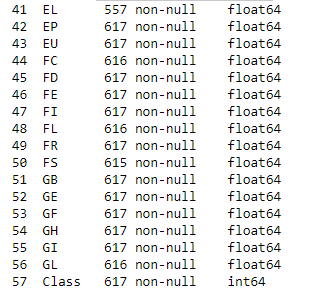 41 EL 557 non-null float64
42 EP 617 non-null float64
43 EU 617 non-null float64
44 FC 616 non-null float64
45 FD 617 non-null float64
46 FE 617 non-null float64
47 FI 617 non-null float64
48 FL 616 non-null float64
49 FR 617 non-null float64
50 FS 615 non-null float64
51 GB 617 non-null float64
52 GE 617 non-null float64
53 GF 617 non-null float64
54 GH 617 non-null float64
55 GI 617 non-null float64
56 GL 616 non-null float64
57 Class 617 non-null int64